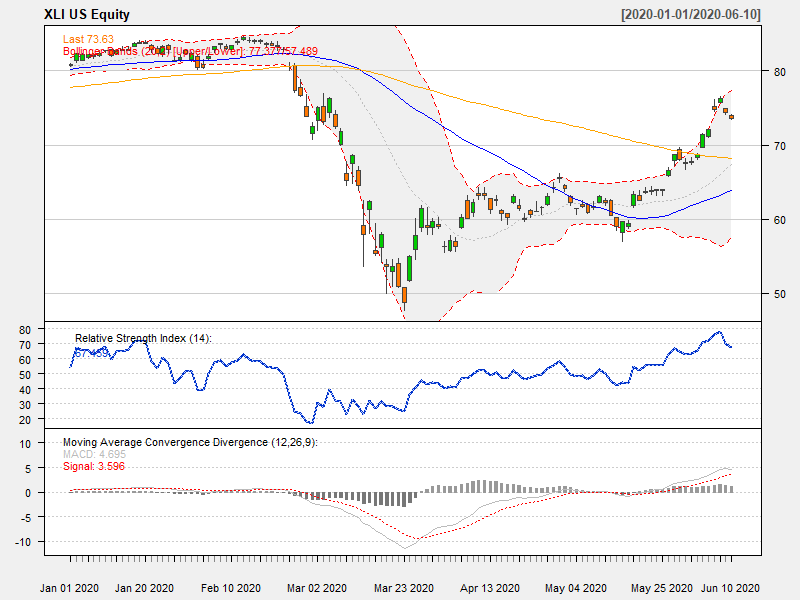 XLI US Equity [2020-01-01/2020-06-10]
Last 73.63
Bollinger Bands (20,2) [Upper/Lower]: 77.377/57.489
80
70
60
50
Relative Strength Index (14):
67.459
80
70
60
50
40
30
20
Moving Average Convergence Divergence (12,26,9):
MACD: 4.695
Signal: 3.596
10
5
0
-5
-10
Jan 01 2020 Jan 20 2020 Feb 10 2020 Mar 02 2020 Mar 23 2020 Apr 13 2020 May 04 2020 May 25 2020 Jun 10 2020